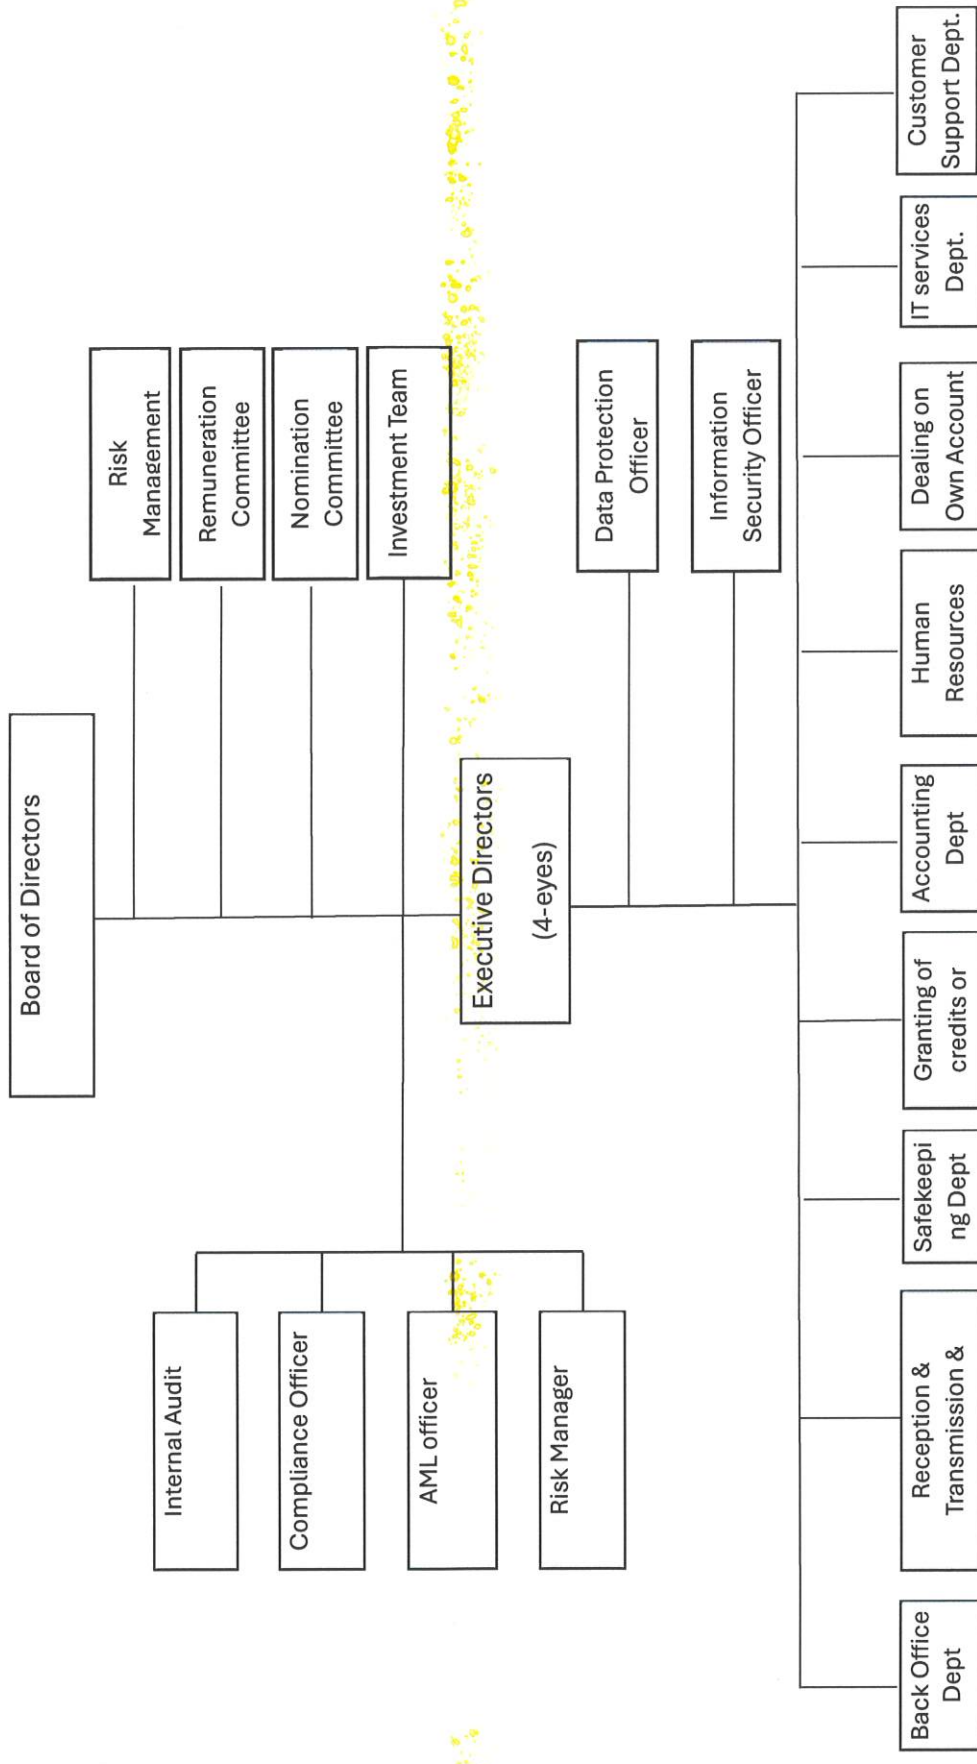 Board of Directors
Risk
Management
Remuneration
Committee
Nomination
Committee
Investment Team
Internal Audit
Compliance Officer
AML officer
Risk Manager
Executive Directors
(4-eyes)
Data Protection
Officer
Information
Security Officer
Back Office
Dept
Reception &
Transmission &
Safekeepi
ng Dept
Granting of
credits or
Accounting
Dept
Human
Resources
Dealing on
Own Account
IT services
Dept.
Customer
Support Dept.